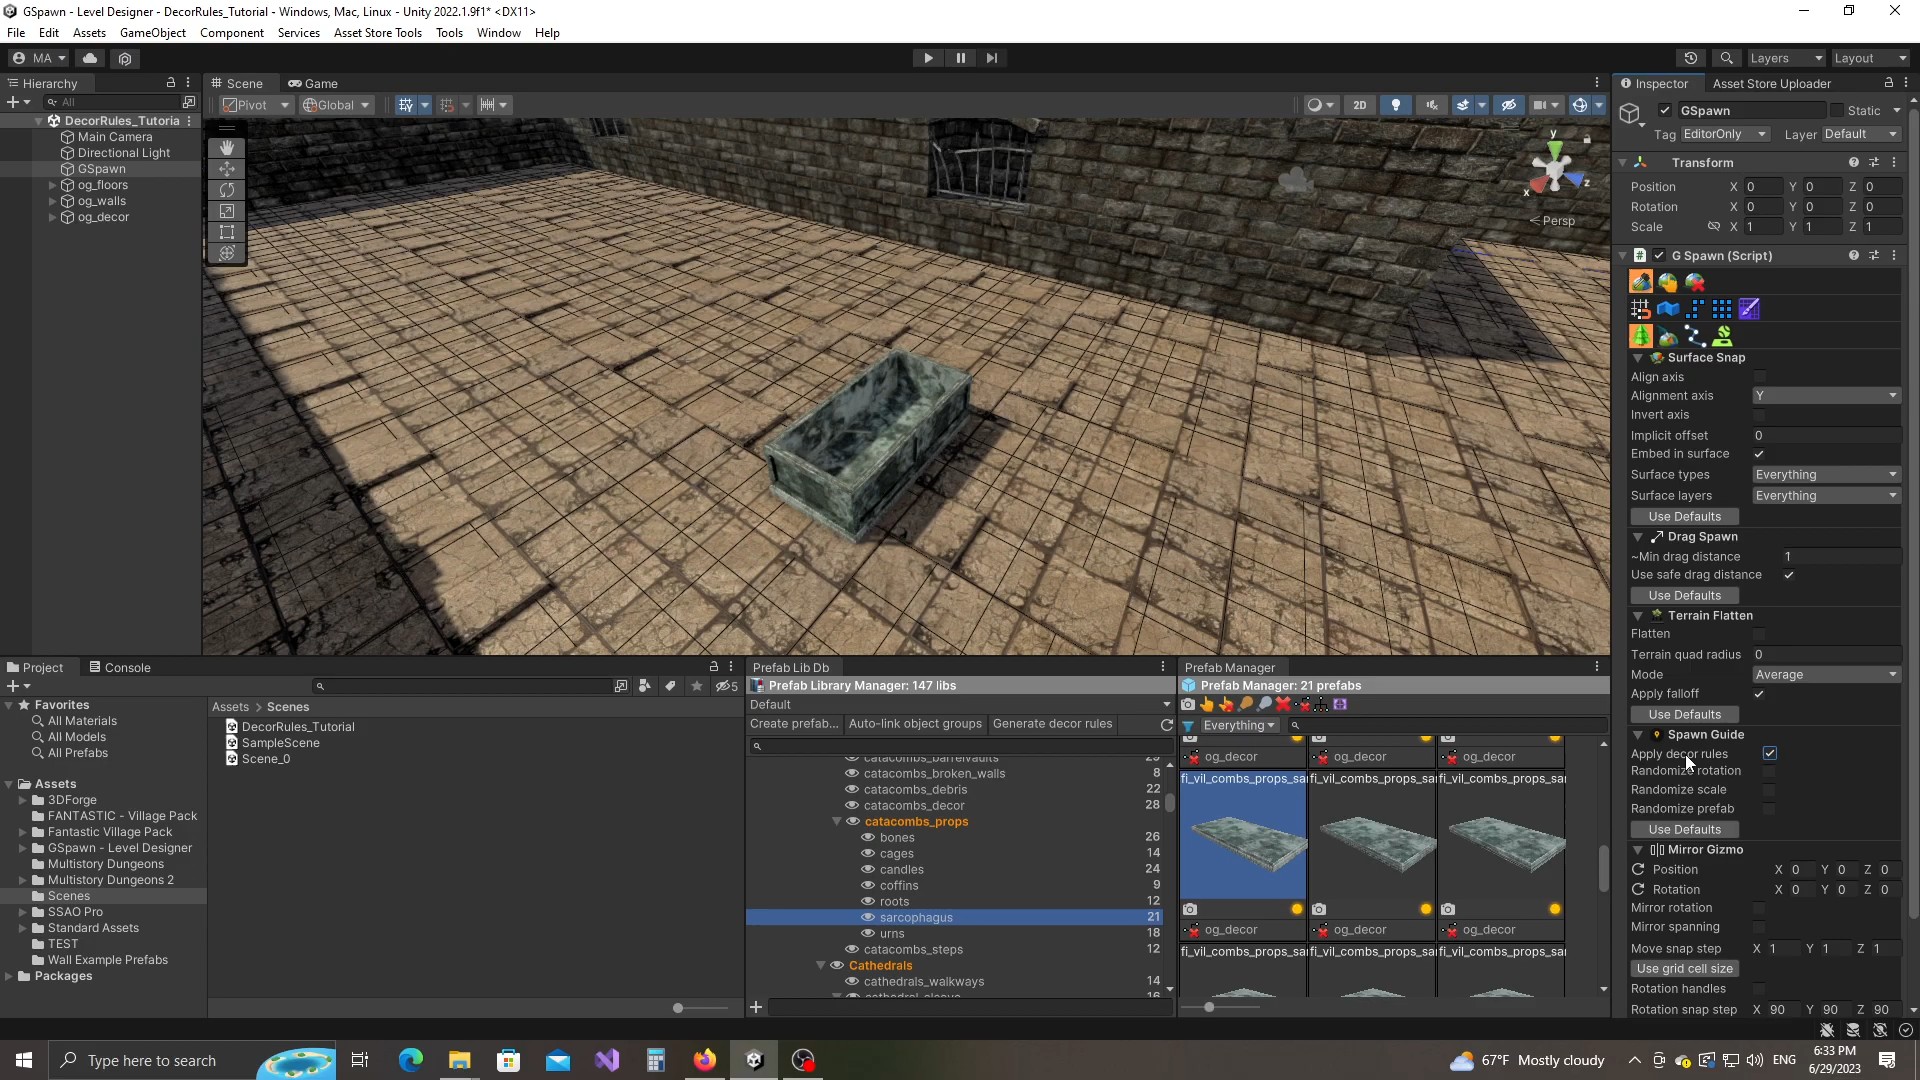 GSpawn - Level Designer - DecorRules_Tutorial - Windows, Mac, Linux - Unity 2022.1.9f1* <DX11>
File Edit Assets GameObject Component Services Asset Store Tools Tools Window Help
MA Layers Layout
Hierarchy Scene Game Inspector Asset Store Uploader
All Pivot Global 2D
DecorRules_Tutoria
Main Camera
Directional Light
GSpawn
og_floors
og_walls
og_decor
y
x
z
Persp
GSpawn Static
Tag EditorOnly Layer Default
Transform
Position X 0 Y 0 Z 0
Rotation X 0 Y 0 Z 0
Scale X 1 Y 1 Z 1
G Spawn (Script)
Surface Snap
Align axis
Alignment axis Y
Invert axis
Implicit offset 0
Embed in surface
Surface types Everything
Surface layers Everything
Use Defaults
Drag Spawn
~Min drag distance 1
Use safe drag distance
Use Defaults
Terrain Flatten
Flatten
Terrain quad radius 0
Mode Average
Apply falloff
Use Defaults
Spawn Guide
Apply decor rules
Randomize rotation
Randomize scale
Randomize prefab
Use Defaults
Mirror Gizmo
Position X 0 Y 0 Z 0
Rotation X 0 Y 0 Z 0
Mirror rotation
Mirror spanning
Move snap step X 1 Y 1 Z 1
Use grid cell size
Rotation handles
Rotation snap step X 90 Y 90 Z 90
Project Console
5
Favorites
All Materials
All Models
All Prefabs
Assets
3DForge
FANTASTIC - Village Pack
Fantastic Village Pack
GSpawn - Level Designer
Multistory Dungeons
Multistory Dungeons 2
Scenes
SSAO Pro
Standard Assets
TEST
Wall Example Prefabs
Packages
Assets > Scenes
DecorRules_Tutorial
SampleScene
Scene_0
Prefab Lib Db
Prefab Library Manager: 147 libs
Default
Create prefab... Auto-link object groups Generate decor rules
catacombs_barrelvaults
catacombs_broken_walls 8
catacombs_debris 22
catacombs_decor 28
catacombs_props
bones 26
cages 14
candles 24
coffins 9
roots 12
sarcophagus 21
urns 18
catacombs_steps 12
Cathedrals
cathedrals_walkways 14
Prefab Manager
Prefab Manager: 21 prefabs
Everything
og_decor og_decor og_decor
fi_vil_combs_props_sa fi_vil_combs_props_sa fi_vil_combs_props_sa
og_decor og_decor og_decor
fi_vil_combs_props_sa fi_vil_combs_props_sa fi_vil_combs_props_sa
Type here to search
67°F Mostly cloudy
ENG
6:33 PM
6/29/2023